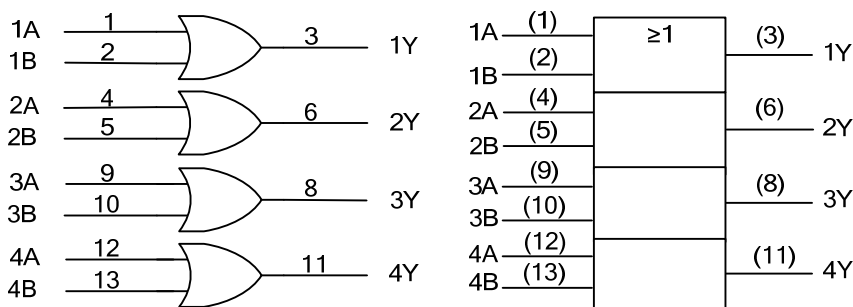 1A 1
1B 2
3 1Y
2A 4
2B 5
6 2Y
3A 9
3B 10
8 3Y
4A 12
4B 13
11 4Y
≥1
1A (1)
1B (2)
(3) 1Y
2A (4)
2B (5)
(6) 2Y
3A (9)
3B (10)
(8) 3Y
4A (12)
4B (13)
(11) 4Y